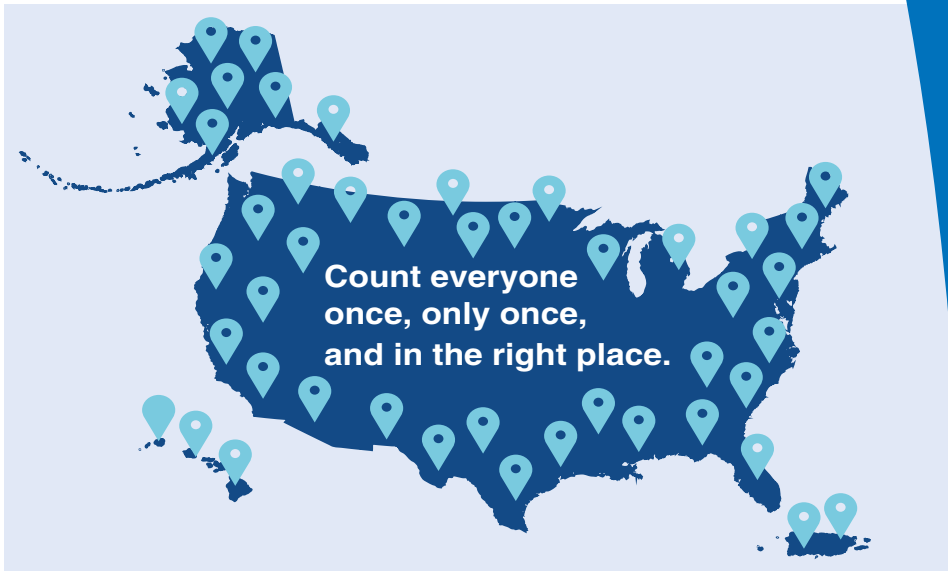 Count everyone
once, only once,
and in the right place.